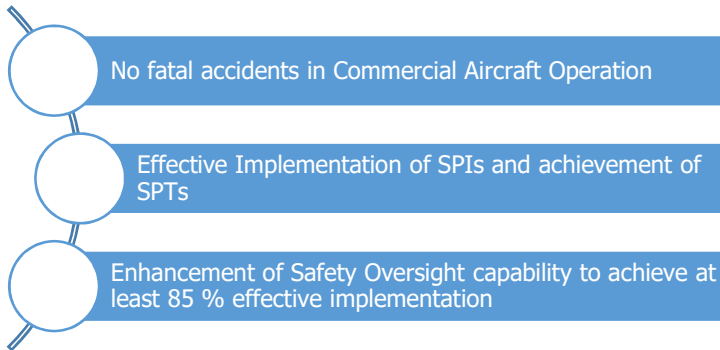 No fatal accidents in Commercial Aircraft Operation
Effective Implementation of SPIs and achievement of
SPTs
Enhancement of Safety Oversight capability to achieve at
least 85 % effective implementation